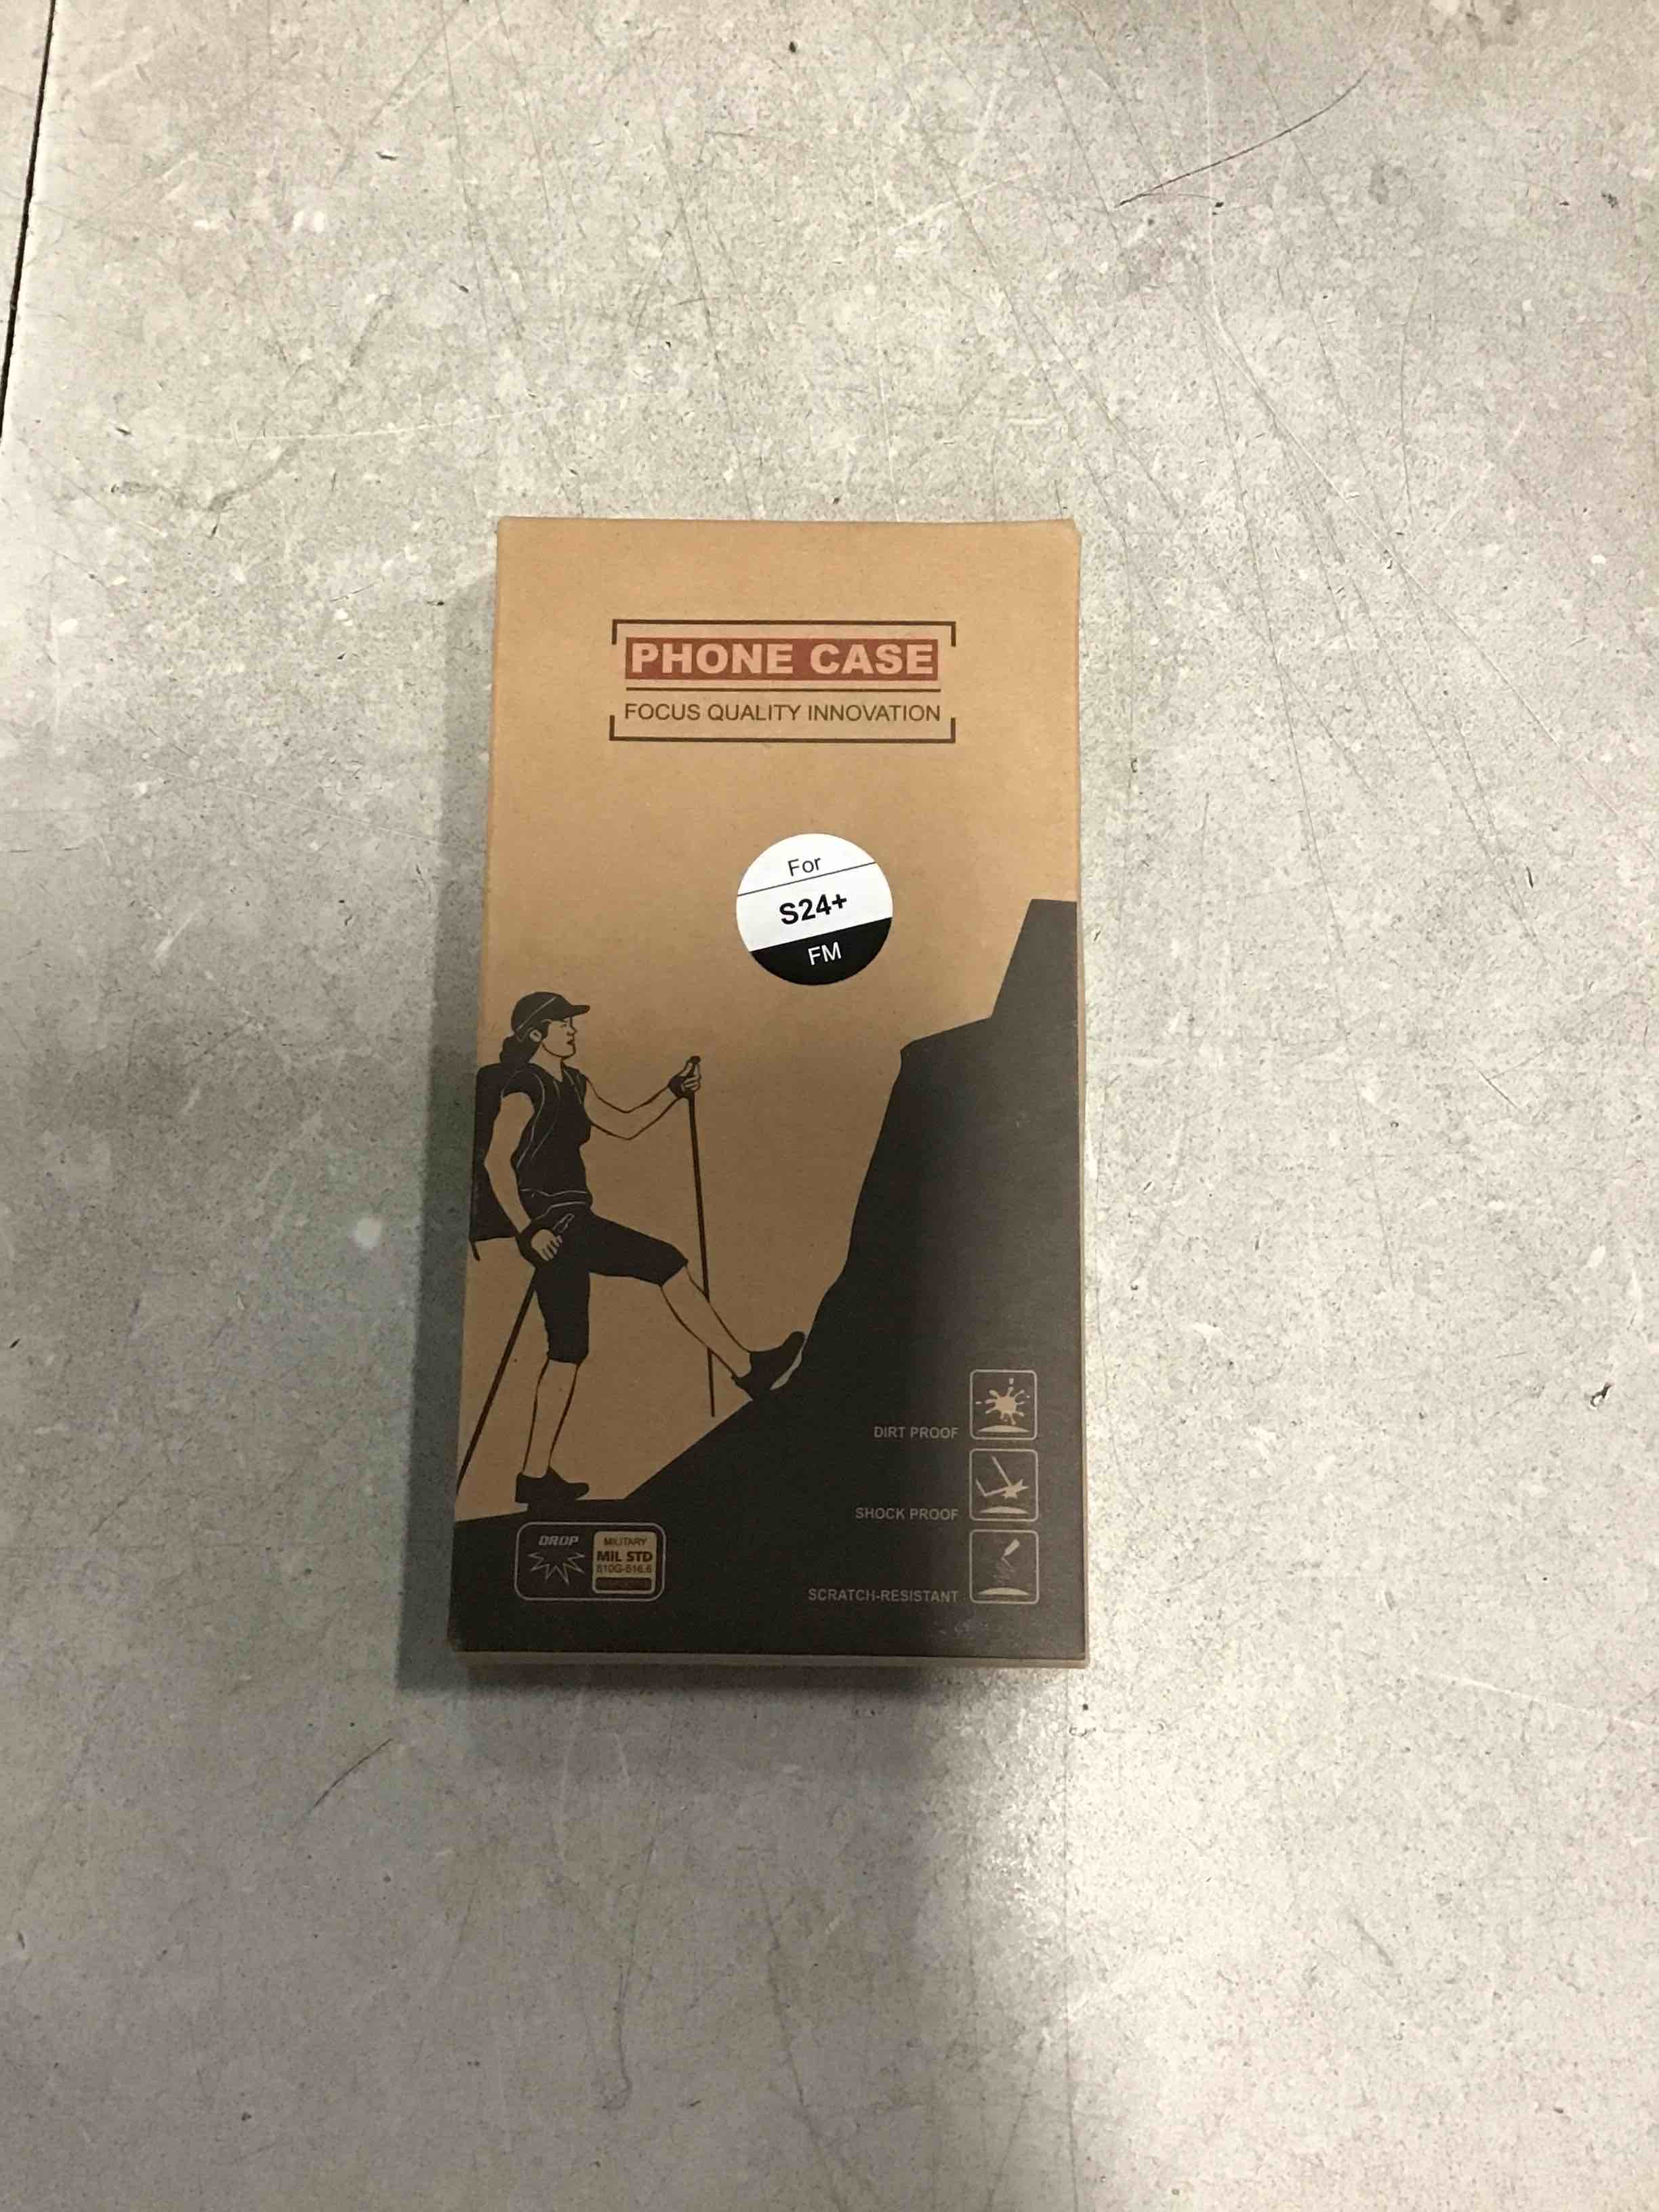 PHONE CASE
FOCUS QUALITY INNOVATION
For
S24+
FM
DIRT PROOF
SHOCK PROOF
SCRATCH-RESISTANT
DROP
MILITARY
MIL STD
810G-516.6